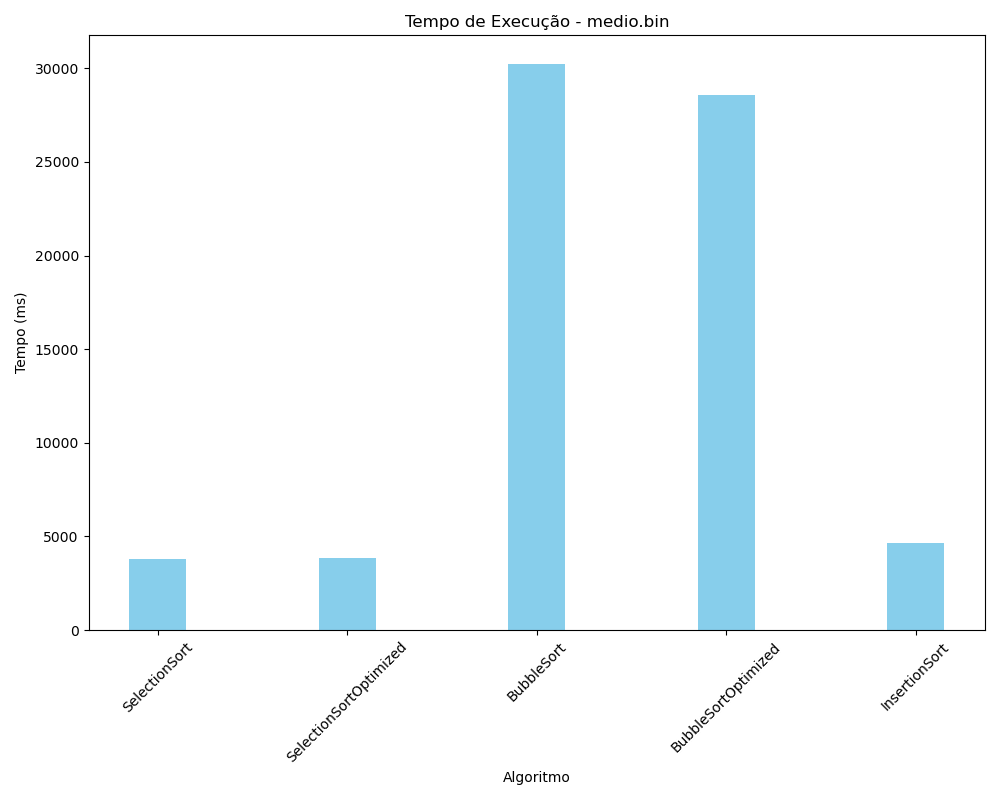 Tempo de Execução - medio.bin
Tempo (ms)
30000
25000
20000
15000
10000
5000
0
SelectionSort
SelectionSortOptimized
BubbleSort
BubbleSortOptimized
InsertionSort
Algoritmo